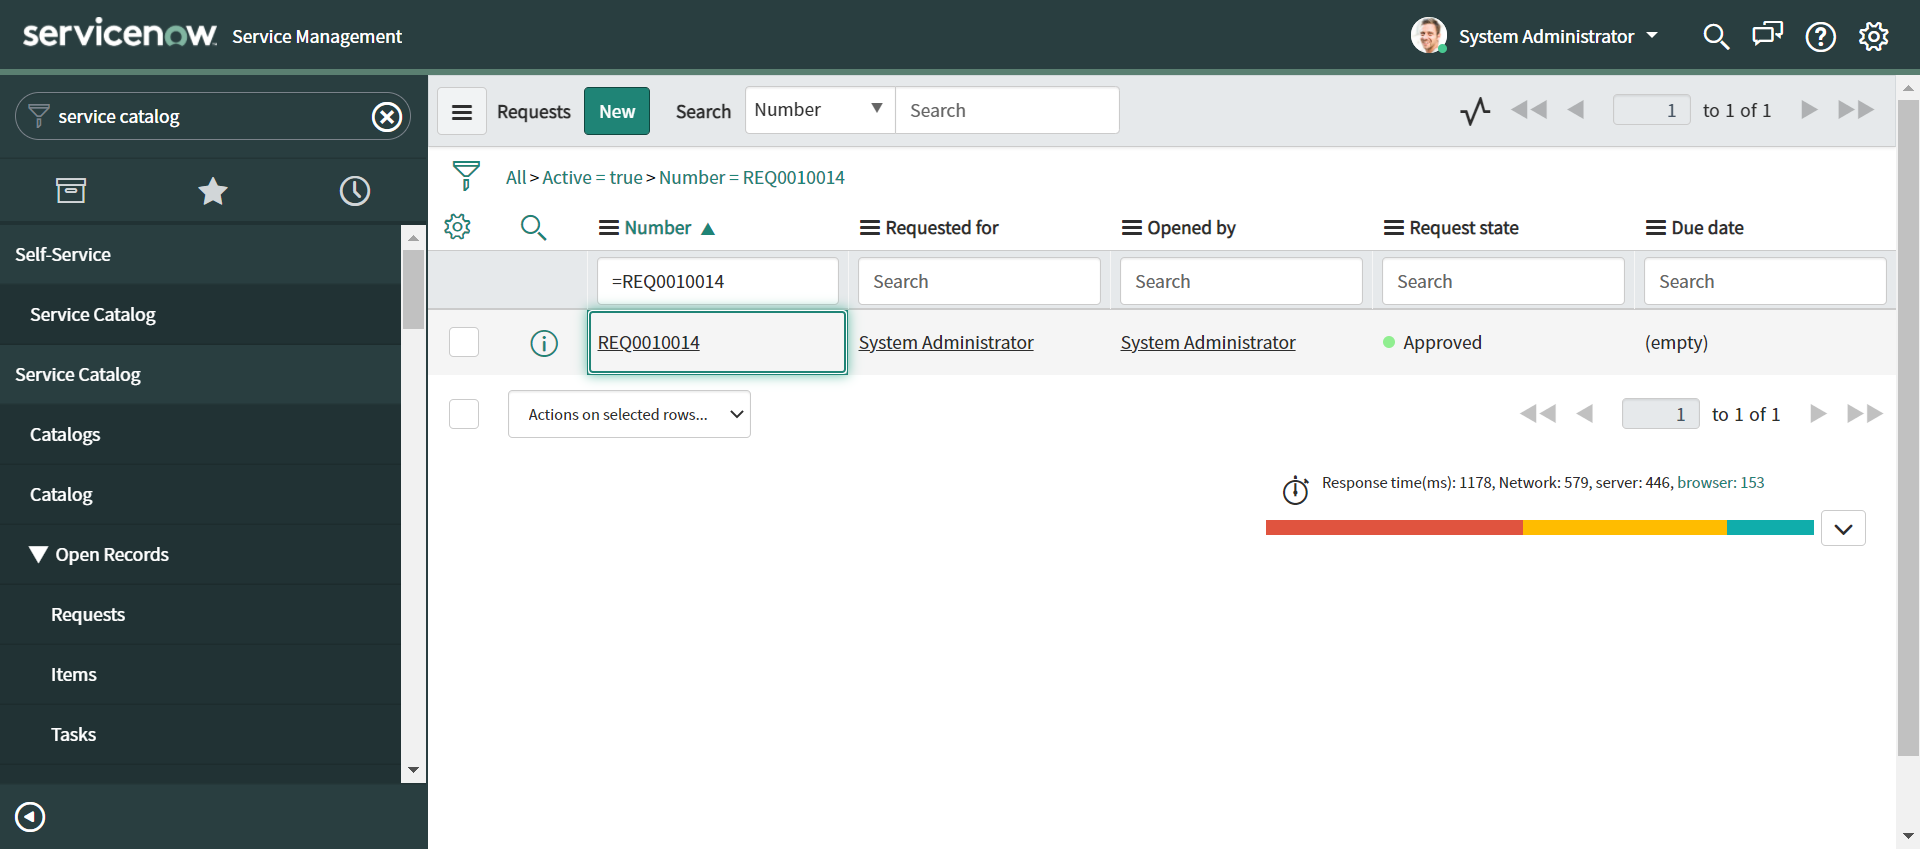 servicenow Service Management
System Administrator
service catalog
Requests New Search Number Search
1 to 1 of 1
All > Active = true > Number = REQ0010014
Number Requested for Opened by Request state Due date
=REQ0010014 Search Search Search Search
REQ0010014 System Administrator System Administrator Approved (empty)
Actions on selected rows...
1 to 1 of 1
Response time(ms): 1178, Network: 579, server: 446, browser: 153
Self-Service
Service Catalog
Service Catalog
Catalogs
Catalog
Open Records
Requests
Items
Tasks